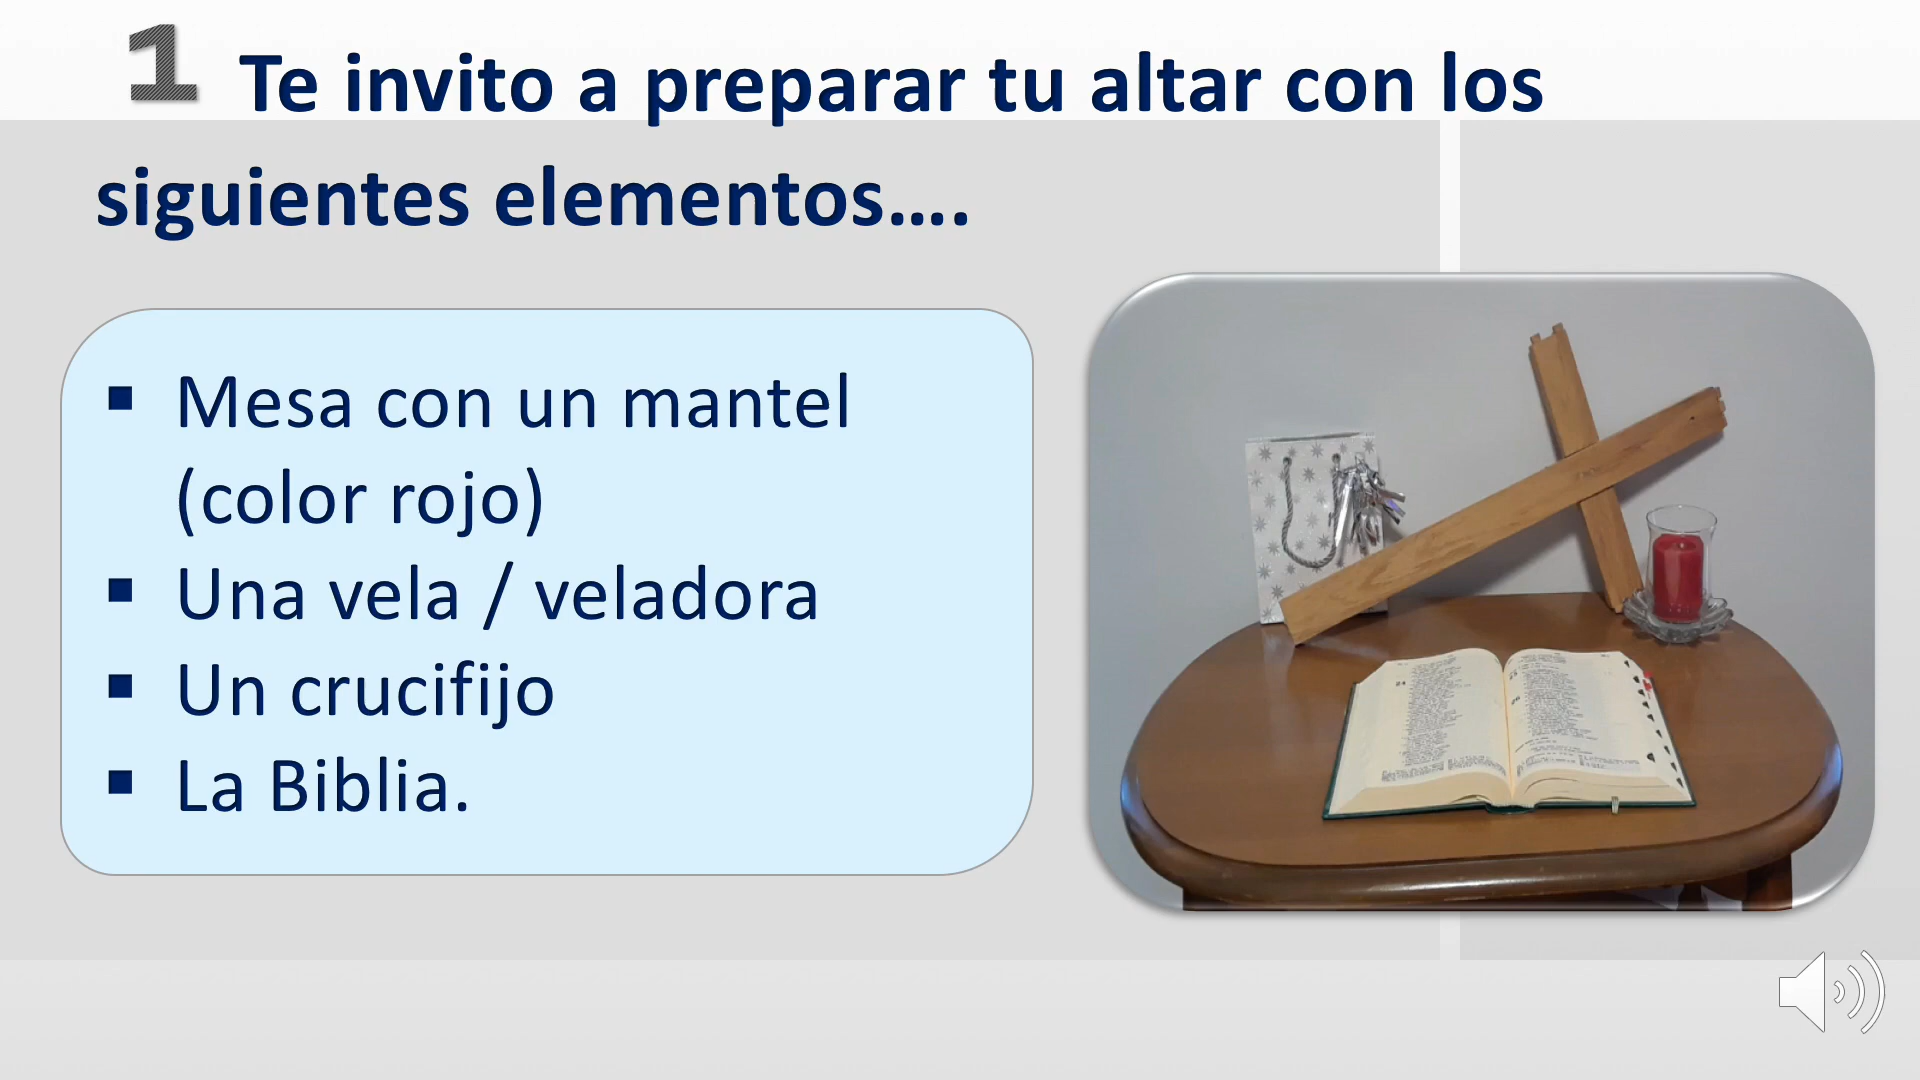 1 Te invito a preparar tu altar con los
siguientes elementos….
▪ Mesa con un mantel
(color rojo)
▪ Una vela / veladora
▪ Un crucifijo
▪ La Biblia.